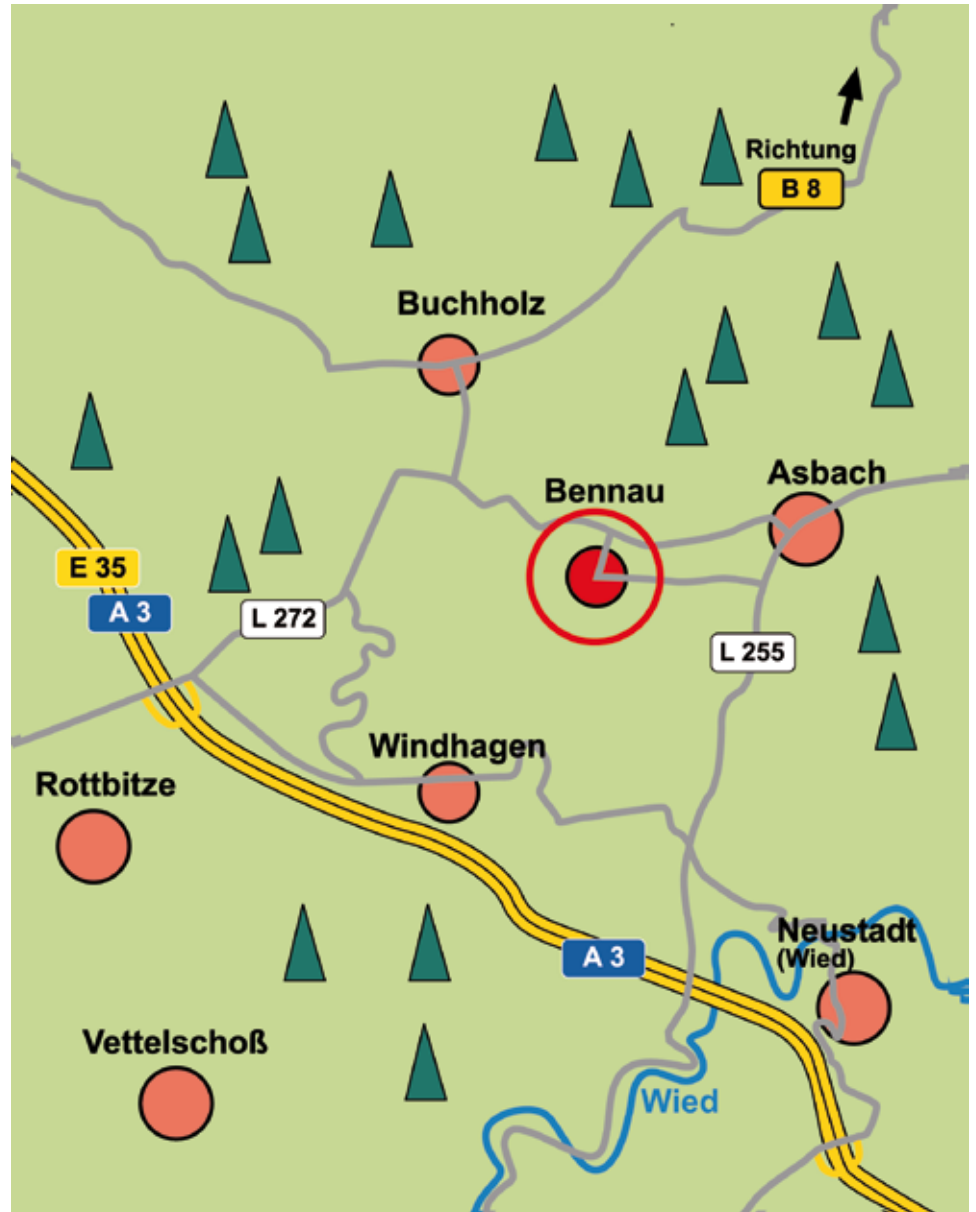 Richtung
B 8
Buchholz
Asbach
Bennau
E 35
A 3
L 272
L 255
Windhagen
Rottbitze
Neustadt
(Wied)
A 3
Vettelschoß
Wied